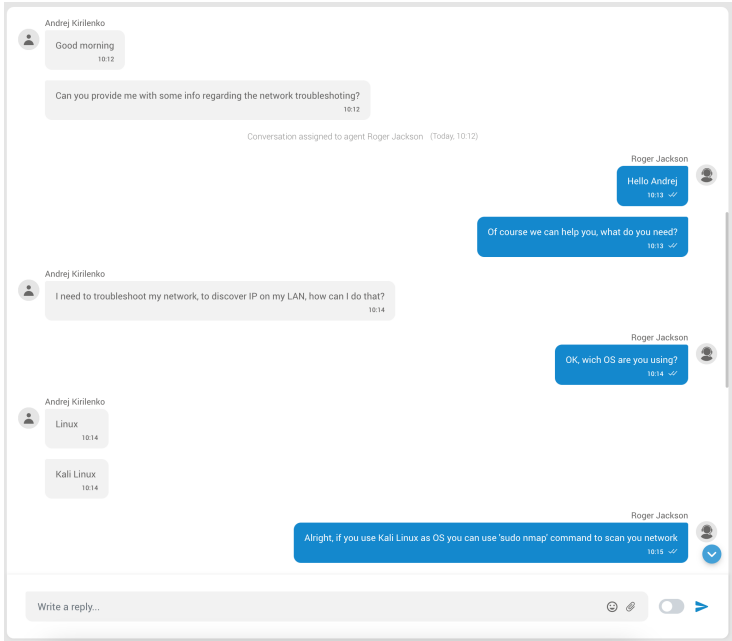 Andrej Kirilenko
Good morning
10:12
Can you provide me with some info regarding the network troubleshoting?
10:12
Conversation assigned to agent Roger Jackson (Today, 10:12)
Roger Jackson
Hello Andrej
10:13
Of course we can help you, what do you need?
10:13
Andrej Kirilenko
I need to troubleshoot my network, to discover IP on my LAN, how can I do that?
10:14
Roger Jackson
OK, wich OS are you using?
10:14
Andrej Kirilenko
Linux
10:14
Kali Linux
10:14
Roger Jackson
Alright, if you use Kali Linux as OS you can use 'sudo nmap' command to scan you network
10:15
Write a reply...